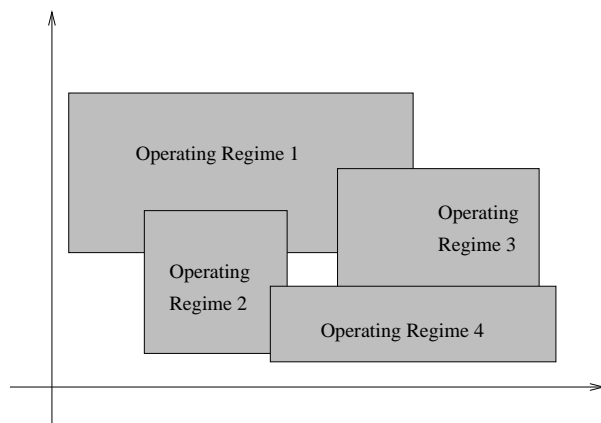 Operating Regime 1
Operating
Regime 3
Operating
Regime 2
Operating Regime 4